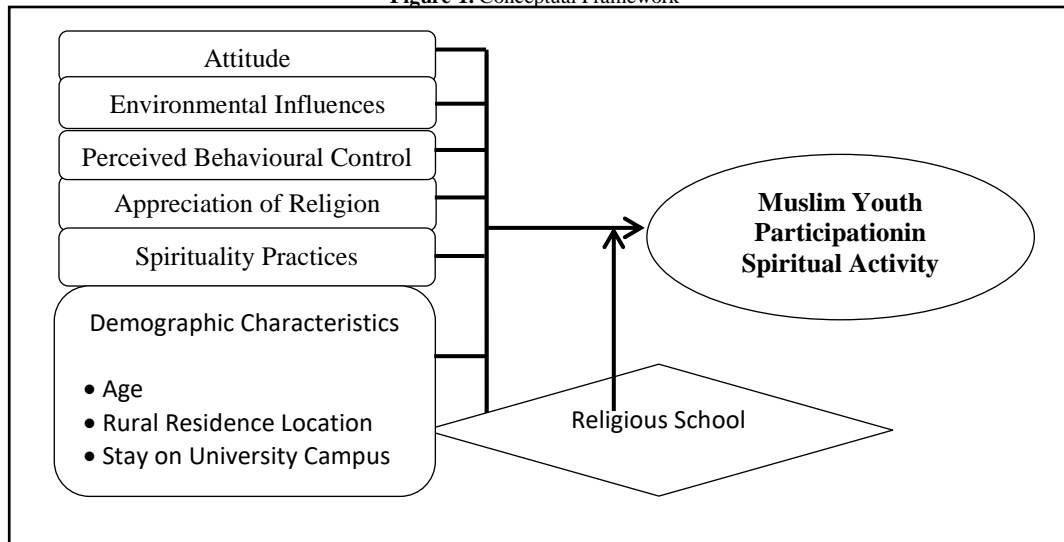 Figure 1. Conceptual Framework
Attitude
Environmental Influences
Perceived Behavioural Control
Appreciation of Religion
Spirituality Practices
Demographic Characteristics
• Age
• Rural Residence Location
• Stay on University Campus
Muslim Youth
Participationin
Spiritual Activity
Religious School